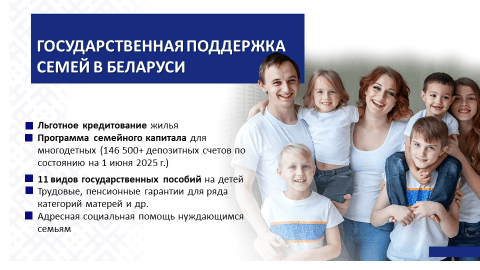 ГОСУДАРСТВЕННАЯ ПОДДЕРЖКА
СЕМЕЙ В БЕЛАРУСИ
Льготное кредитование жилья
Программа семейного капитала для
многодетных (146 500+ депозитных счетов по
состоянию на 1 июня 2025 г.)
11 видов государственных пособий на детей
Трудовые, пенсионные гарантии для ряда
категорий матерей и др.
Адресная социальная помощь нуждающимся
семьям